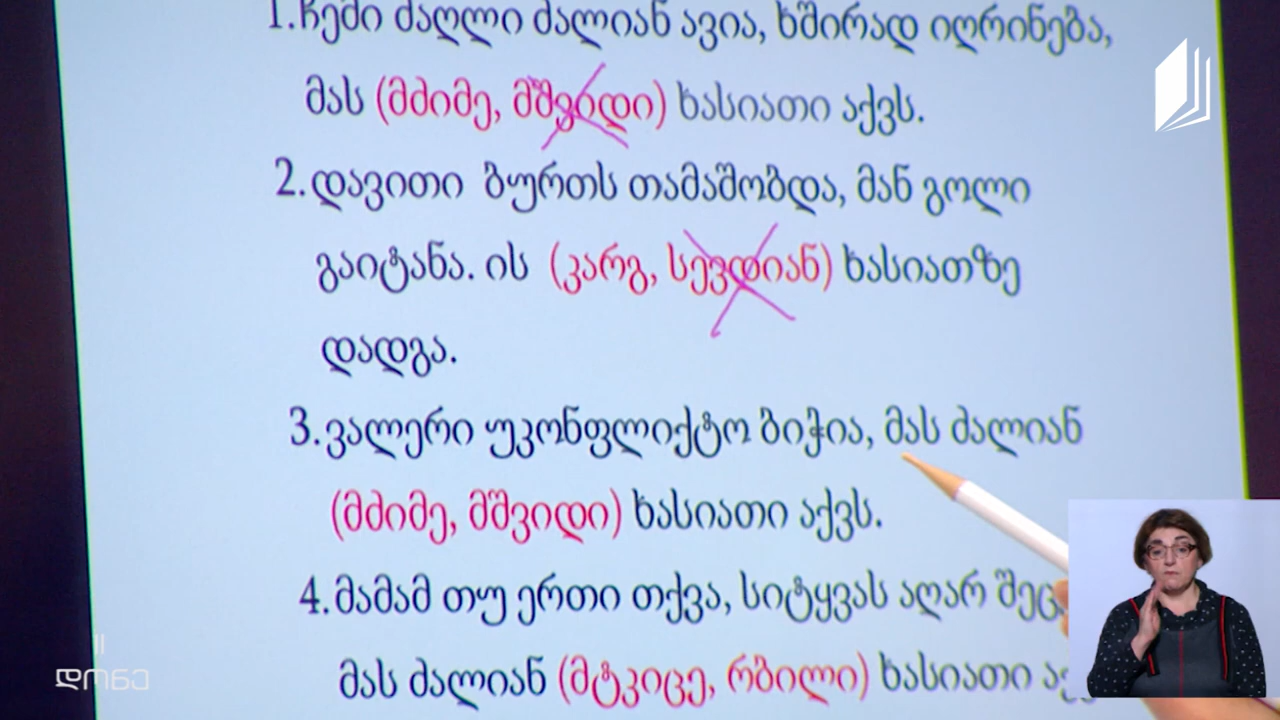 1.ჩემი ძაღლი ძალიან ავია, ხშირად იღრინება,
მას (მძიმე, მშვიდი) ხასიათი აქვს.
2.დავითი ბურთს თამაშობდა, მან გოლი
გაიტანა. ის (კარგ, სევდიან) ხასიათზე
დადგა.
3.ვალერი უკონფლიქტო ბიჭია, მას ძალიან
(მძიმე, მშვიდი) ხასიათი აქვს.
4.მამამ თუ ერთი თქვა, სიტყვას აღარ
მას ძალიან (მტკიცე, რბილი) ხასიათი
II
დონე